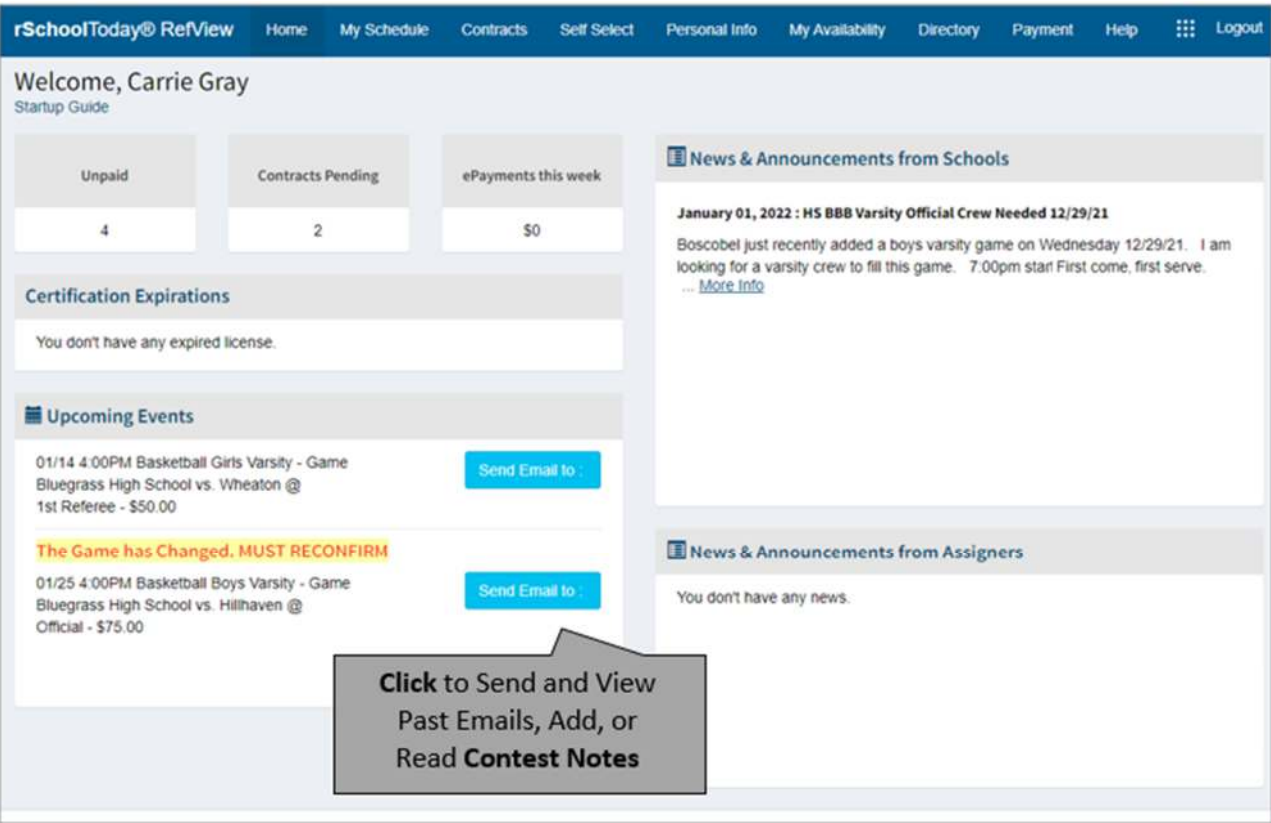 rSchoolToday® RefView Home My Schedule Contracts Self Select Personal Info My Availability Directory Payment Help Logout
Welcome, Carrie Gray
Startup Guide
Unpaid
4
Contracts Pending
2
ePayments this week
$0
Certification Expirations
You don't have any expired license.
Upcoming Events
01/14 4:00PM Basketball Girls Varsity - Game
Bluegrass High School vs. Wheaton @
1st Referee - $50.00
Send Email to :
The Game has Changed. MUST RECONFIRM
01/25 4:00PM Basketball Boys Varsity - Game
Bluegrass High School vs. Hillhaven @
Official - $75.00
Send Email to :
Click to Send and View
Past Emails, Add, or
Read Contest Notes
News & Announcements from Schools
January 01, 2022 : HS BBB Varsity Official Crew Needed 12/29/21
Boscobel just recently added a boys varsity game on Wednesday 12/29/21. I am
looking for a varsity crew to fill this game. 7:00pm start First come, first serve.
... More Info
News & Announcements from Assigners
You don't have any news.